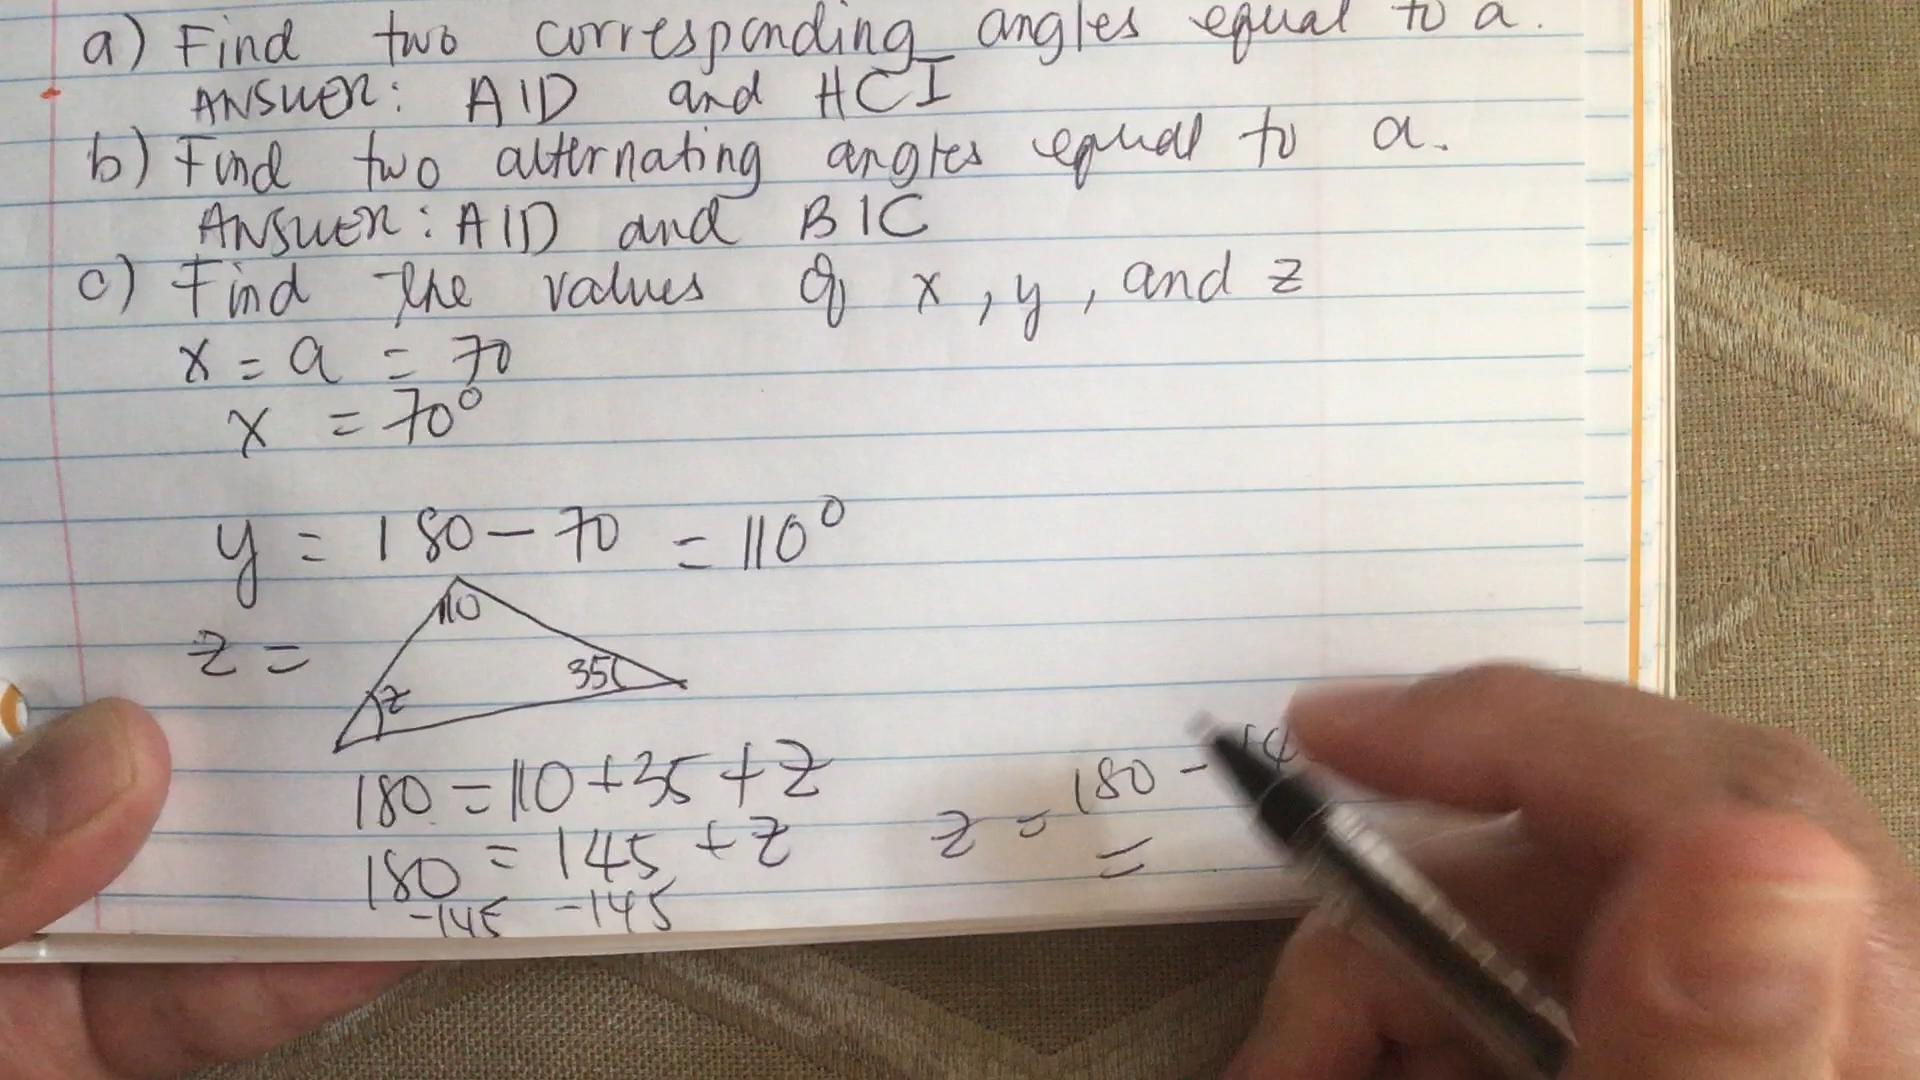 a) Find two corresponding angles equal to a.
ANSWER: AID and HCI
b) Find two alternating angles equal to a.
ANSWER: AID and BIC
c) Find the values of x, y, and z
x = a = 70
x = 70°
y = 180 - 70 = 110°
110
z =
35
z
180 = 110 + 35 + z
180 = 145 + z
-145 -145
z = 180 - 14
=